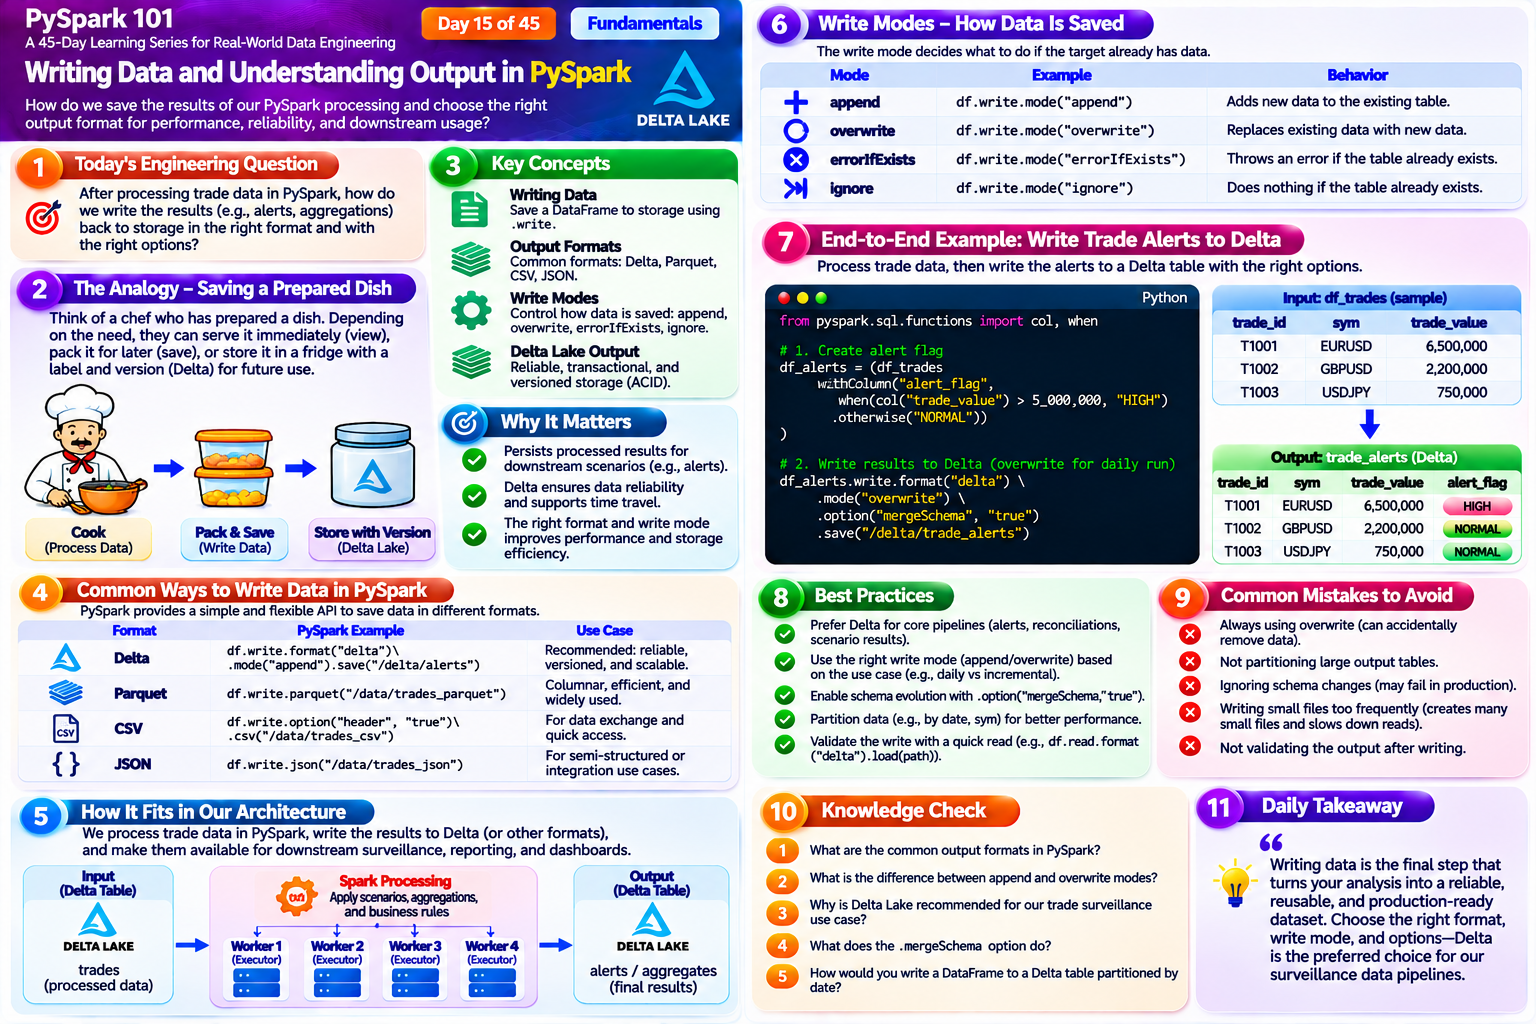 PySpark 101
A 45-Day Learning Series for Real-World Data Engineering
Day 15 of 45
Fundamentals
Writing Data and Understanding Output in PySpark
How do we save the results of our PySpark processing and choose the right
output format for performance, reliability, and downstream usage?
DELTA LAKE
1 Today's Engineering Question
After processing trade data in PySpark, how do
we write the results (e.g., alerts, aggregations)
back to storage in the right format and with
the right options?
2 The Analogy – Saving a Prepared Dish
Think of a chef who has prepared a dish. Depending
on the need, they can serve it immediately (view),
pack it for later (save), or store it in a fridge with a
label and version (Delta) for future use.
Cook
(Process Data)
Pack & Save
(Write Data)
Store with Version
(Delta Lake)
3 Key Concepts
Writing Data
Save a DataFrame to storage using
.write.
Output Formats
Common formats: Delta, Parquet,
CSV, JSON.
Write Modes
Control how data is saved: append,
overwrite, errorIfExists, ignore.
Delta Lake Output
Reliable, transactional, and
versioned storage (ACID).
Why It Matters
Persists processed results for
downstream scenarios (e.g., alerts).
Delta ensures data reliability
and supports time travel.
The right format and write mode
improves performance and storage
efficiency.
4 Common Ways to Write Data in PySpark
PySpark provides a simple and flexible API to save data in different formats.
Format PySpark Example Use Case
Delta
df.write.format("delta")\
.mode("append").save("/delta/alerts")
Recommended: reliable,
versioned, and scalable.
Parquet
df.write.parquet("/data/trades_parquet")
Columnar, efficient, and
widely used.
CSV
CSV
df.write.option("header", "true")\
.csv("/data/trades_csv")
For data exchange and
quick access.
{ } JSON
df.write.json("/data/trades_json")
For semi-structured or
integration use cases.
5 How It Fits in Our Architecture
We process trade data in PySpark, write the results to Delta (or other formats),
and make them available for downstream surveillance, reporting, and dashboards.
Input
(Delta Table)
DELTA LAKE
trades
(processed data)
Spark Processing
Apply scenarios, aggregations,
and business rules
Worker 1
(Executor)
Worker 2
(Executor)
Worker 3
(Executor)
Worker 4
(Executor)
Output
(Delta Table)
DELTA LAKE
alerts / aggregates
(final results)
6 Write Modes – How Data Is Saved
The write mode decides what to do if the target already has data.
Mode Example Behavior
append df.write.mode("append") Adds new data to the existing table.
overwrite df.write.mode("overwrite") Replaces existing data with new data.
errorIfExists df.write.mode("errorIfExists") Throws an error if the table already exists.
ignore df.write.mode("ignore") Does nothing if the table already exists.
7 End-to-End Example: Write Trade Alerts to Delta
Process trade data, then write the alerts to a Delta table with the right options.
Python
from pyspark.sql.functions import col, when
# 1. Create alert flag
df_alerts = (df_trades
withColumn("alert_flag",
when(col("trade_value") > 5_000,000, "HIGH")
.otherwise("NORMAL"))
)
# 2. Write results to Delta (overwrite for daily run)
df_alerts.write.format("delta") \
.mode("overwrite") \
.option("mergeSchema", "true")
.save("/delta/trade_alerts")
Input: df_trades (sample)
trade_id sym trade_value
T1001 EURUSD 6,500,000
T1002 GBPUSD 2,200,000
T1003 USDJPY 750,000
Output: trade_alerts (Delta)
trade_id sym trade_value alert_flag
T1001 EURUSD 6,500,000 HIGH
T1002 GBPUSD 2,200,000 NORMAL
T1003 USDJPY 750,000 NORMAL
8 Best Practices
Prefer Delta for core pipelines (alerts, reconciliations,
scenario results).
Use the right write mode (append/overwrite) based
on the use case (e.g., daily vs incremental).
Enable schema evolution with .option("mergeSchema,"true").
Partition data (e.g., by date, sym) for better performance.
Validate the write with a quick read (e.g., df.read.format
("delta").load(path)).
9 Common Mistakes to Avoid
Always using overwrite (can accidentally
remove data).
Not partitioning large output tables.
Ignoring schema changes (may fail in production).
Writing small files too frequently (creates many
small files and slows down reads).
Not validating the output after writing.
10 Knowledge Check
1 What are the common output formats in PySpark?
2 What is the difference between append and overwrite modes?
3 Why is Delta Lake recommended for our trade surveillance
use case?
4 What does the .mergeSchema option do?
5 How would you write a DataFrame to a Delta table partitioned by
date?
11 Daily Takeaway
“
Writing data is the final step that
turns your analysis into a reliable,
reusable, and production-ready
dataset. Choose the right format,
write mode, and options—Delta
is the preferred choice for our
surveillance data pipelines.